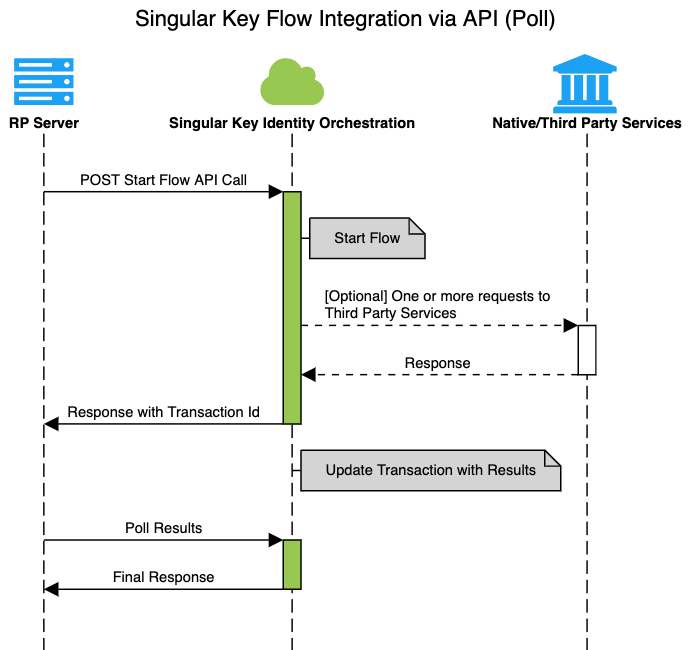 Singular Key Flow Integration via API (Poll)
RP Server
Singular Key Identity Orchestration
Native/Third Party Services
POST Start Flow API Call
Start Flow
[Optional] One or more requests to
Third Party Services
Response
Response with Transaction Id
Update Transaction with Results
Poll Results
Final Response